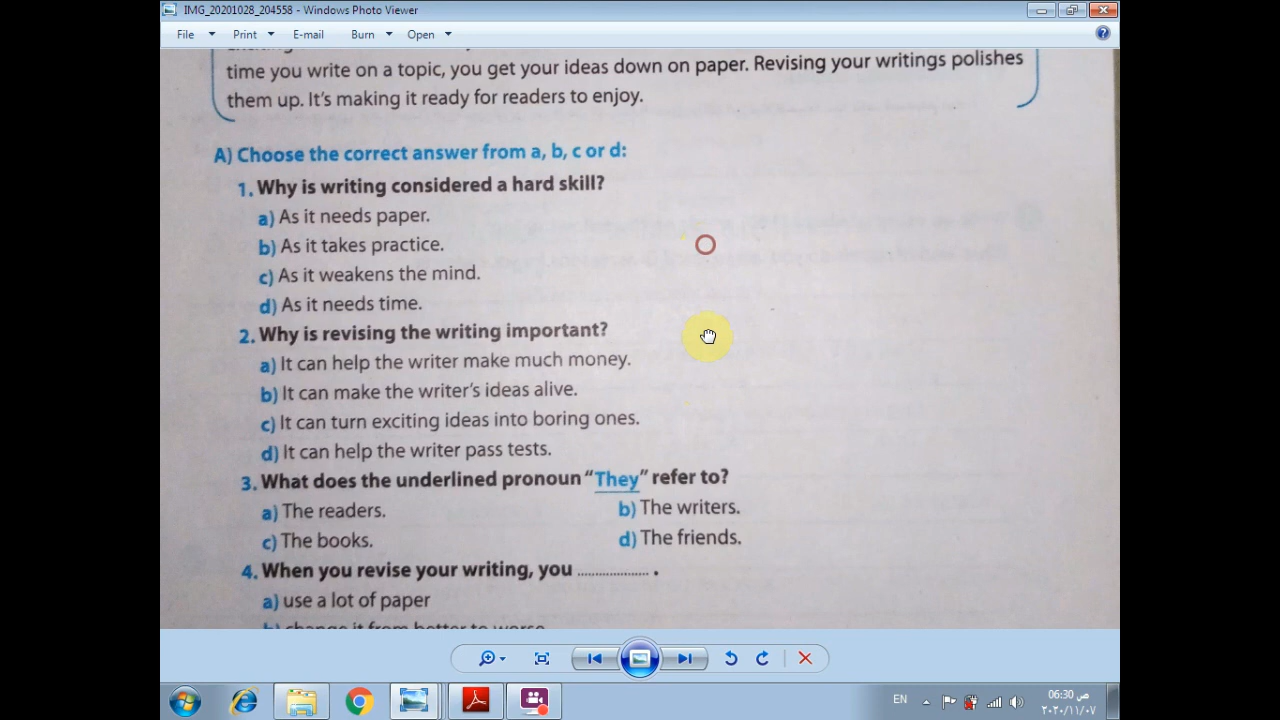 IMG_20201028_204558 - Windows Photo Viewer
File Print E-mail Burn Open
time you write on a topic, you get your ideas down on paper. Revising your writings polishes
them up. It's making it ready for readers to enjoy.
A) Choose the correct answer from a, b, c or d:
1. Why is writing considered a hard skill?
a) As it needs paper.
b) As it takes practice.
c) As it weakens the mind.
d) As it needs time.
2. Why is revising the writing important?
a) It can help the writer make much money.
b) It can make the writer's ideas alive.
c) It can turn exciting ideas into boring ones.
d) It can help the writer pass tests.
3. What does the underlined pronoun "They" refer to?
a) The readers. b) The writers.
c) The books. d) The friends.
4. When you revise your writing, you .................... .
a) use a lot of paper
b) change it from better to worse
EN 06:30 ص
٢٠٢٠/١١/٠٧